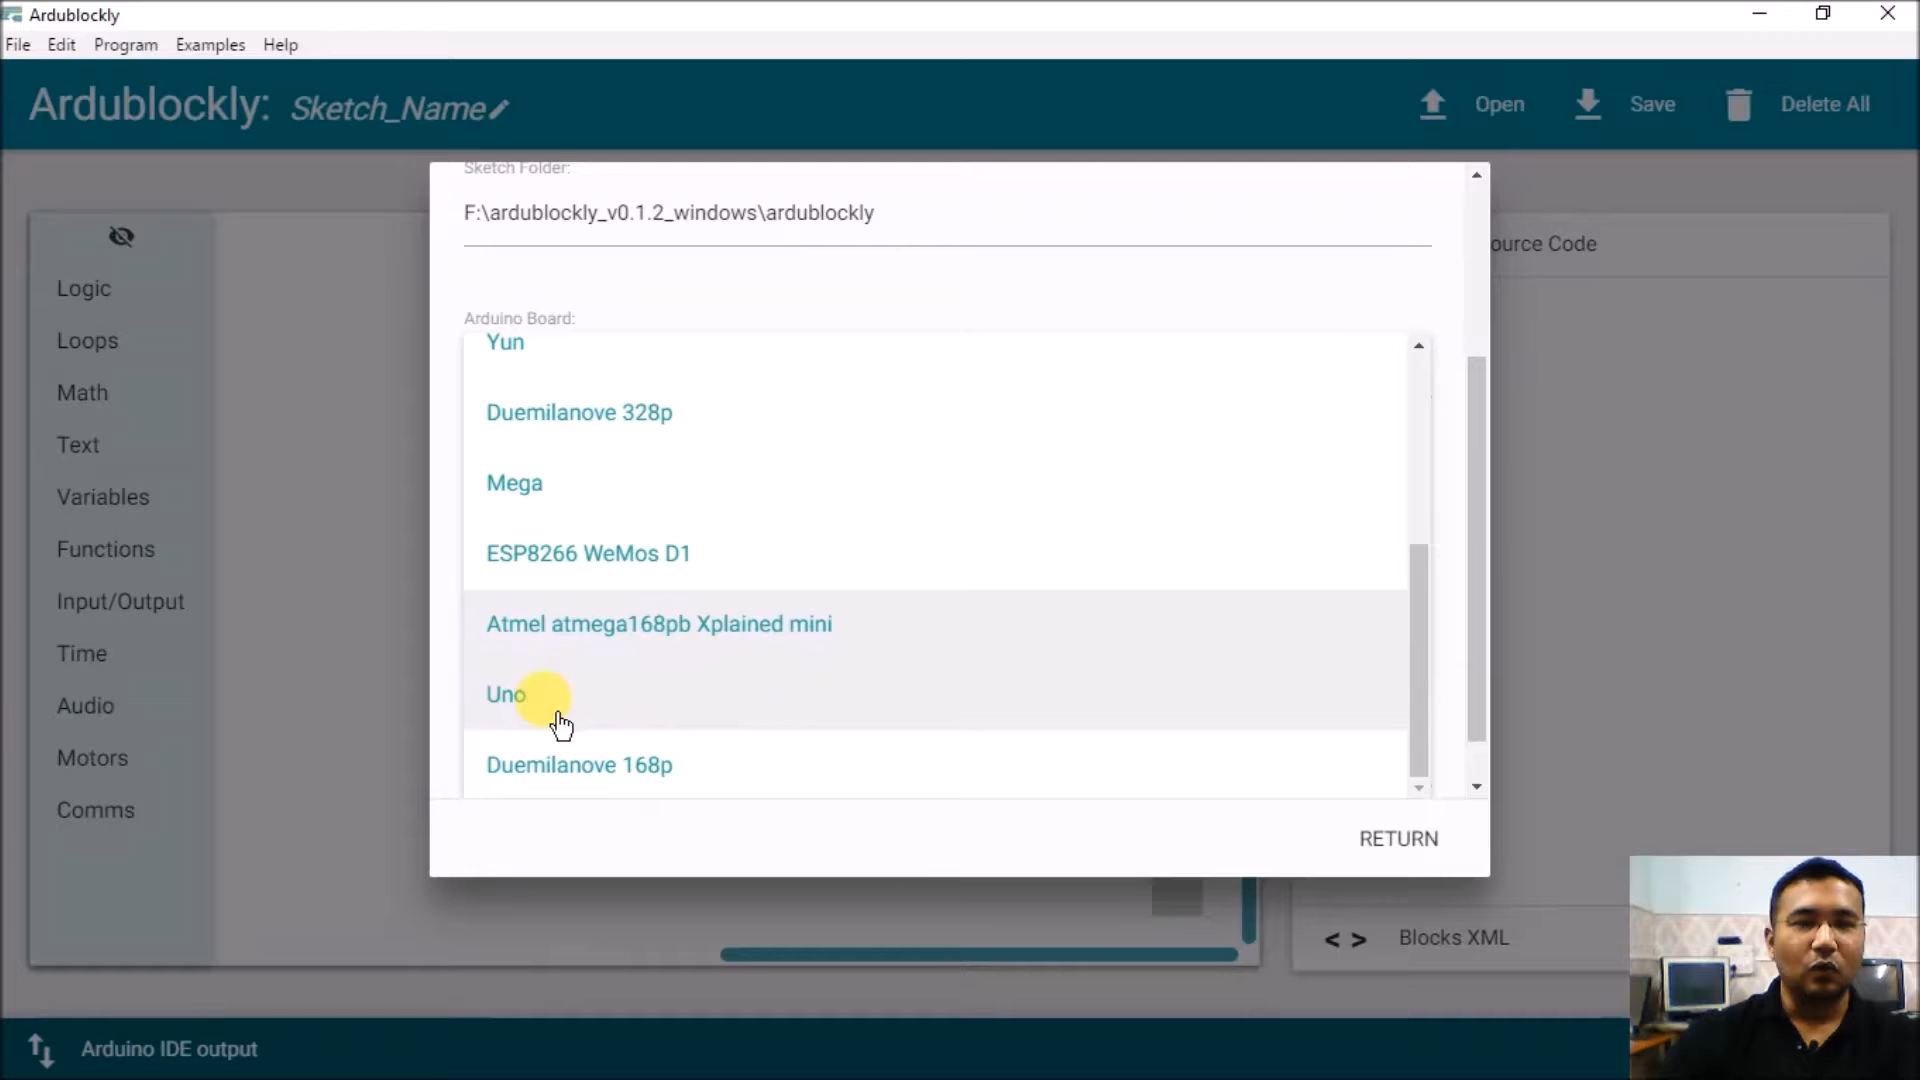 Ardublockly
File Edit Program Examples Help
Ardublockly: Sketch_Name
Open Save Delete All
Sketch Folder:
F:\ardublockly_v0.1.2_windows\ardublockly
ource Code
Logic
Loops
Math
Text
Variables
Functions
Input/Output
Time
Audio
Motors
Comms
Arduino Board:
Yun
Duemilanove 328p
Mega
ESP8266 WeMos D1
Atmel atmega168pb Xplained mini
Uno
Duemilanove 168p
RETURN
< > Blocks XML
Arduino IDE output